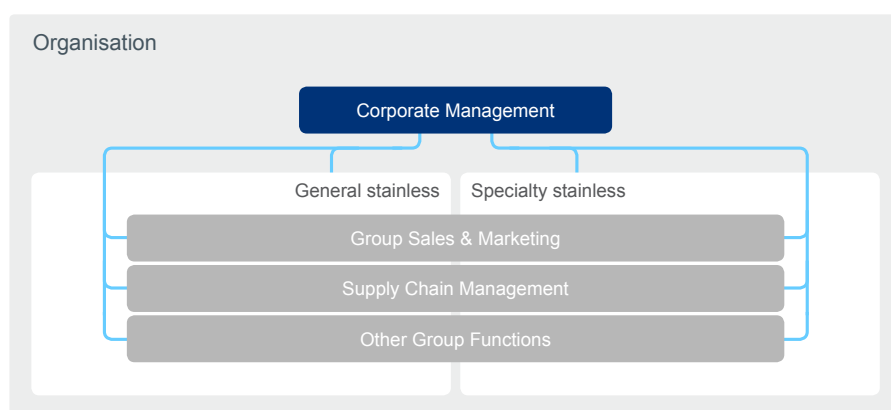 Organisation
Corporate Management
General stainless
Specialty stainless
Group Sales & Marketing
Supply Chain Management
Other Group Functions